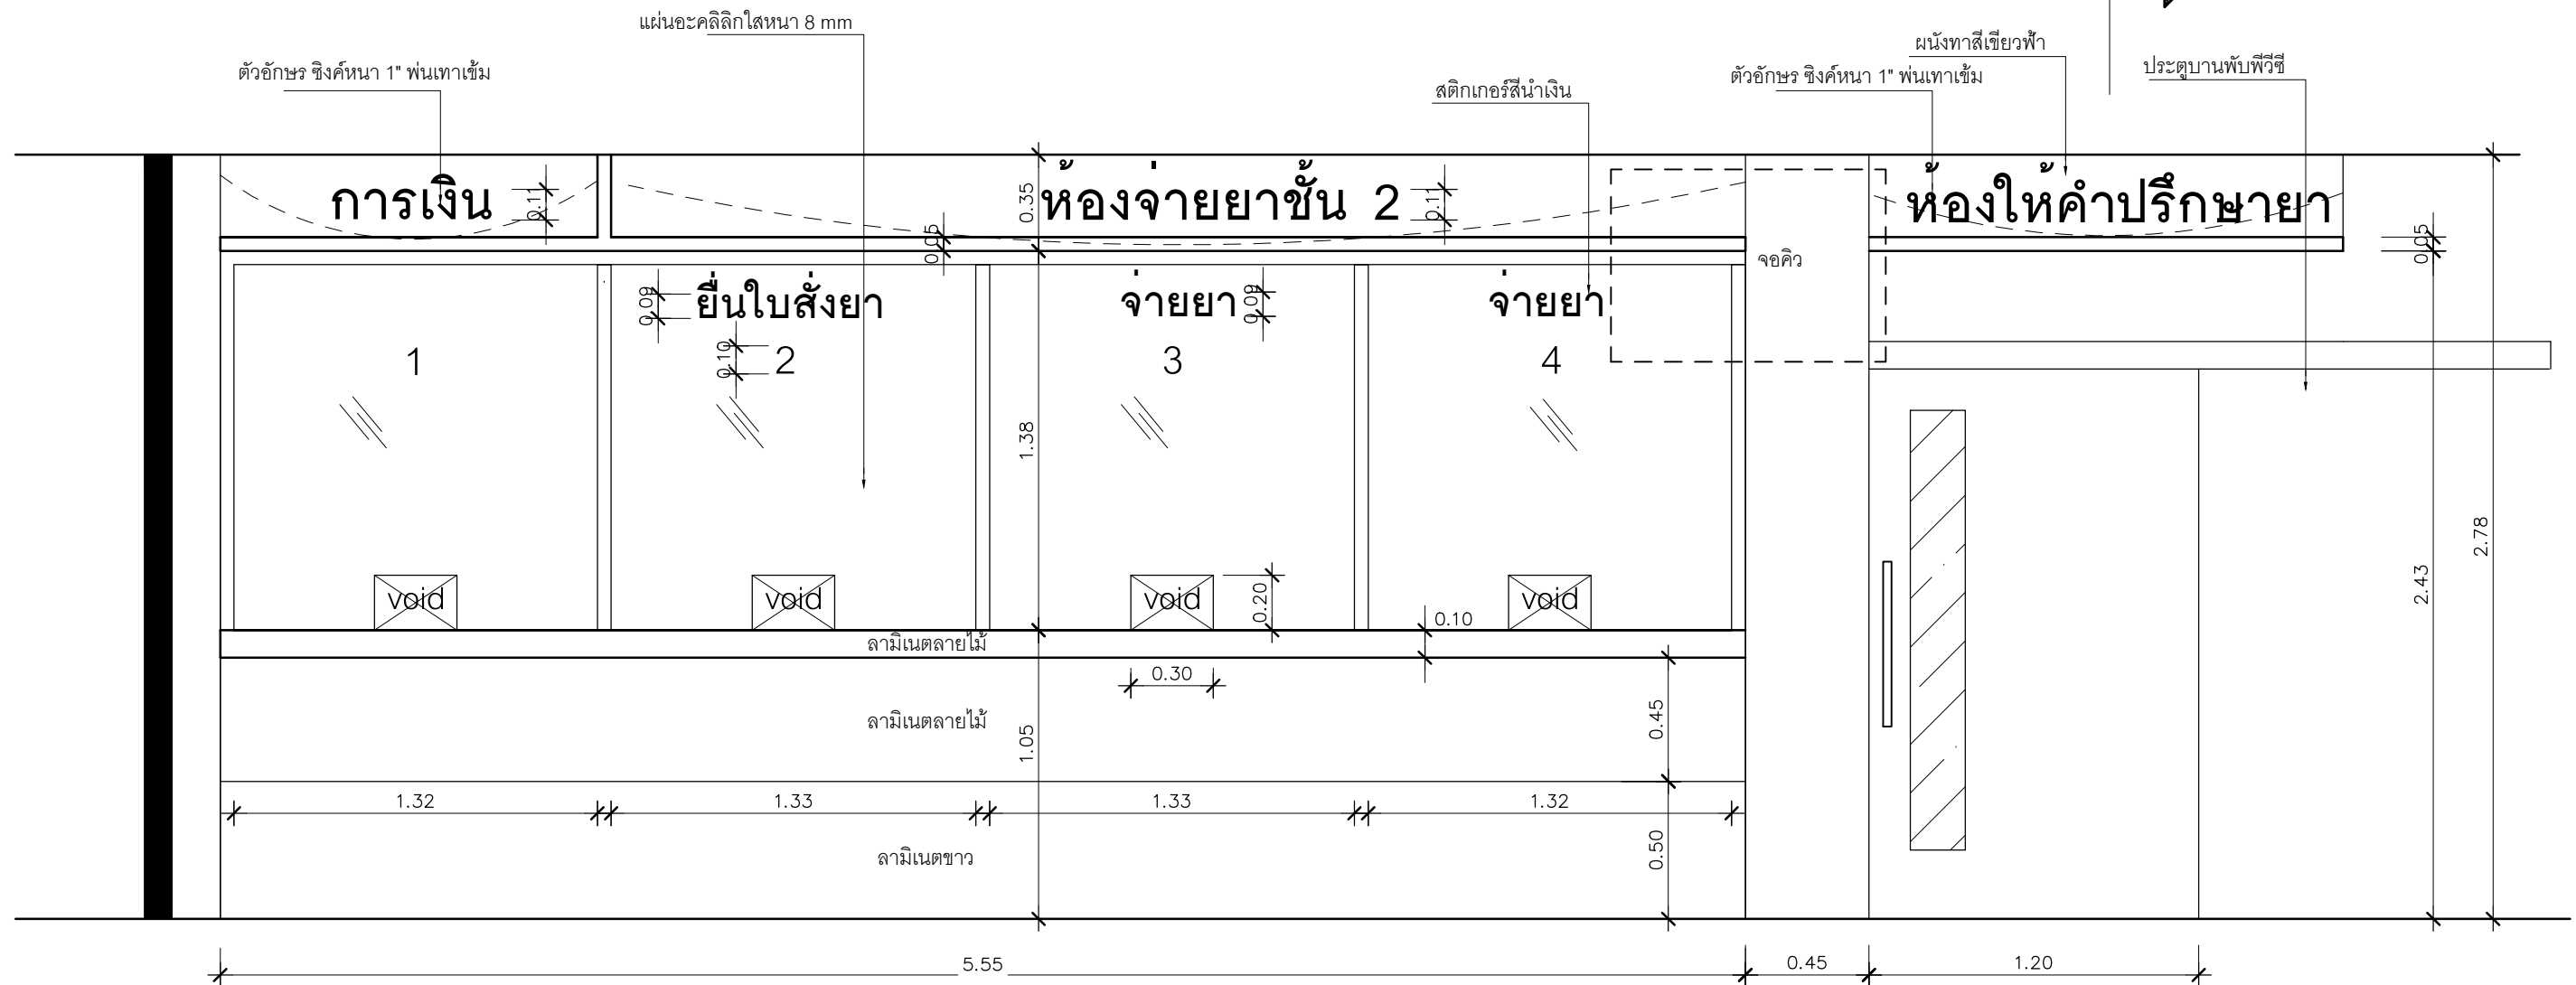 แผ่นอะคลิลิกใสหนา 8 mm
ผนังทาสีเขียวฟ้า
ตัวอักษร ซิงค์หนา 1" พ่นเทาเข้ม
ตัวอักษร ซิงค์หนา 1" พ่นเทาเข้ม
ประตูบานพับพีวีซี
สติกเกอร์สีนำเงิน
การเงิน
0.11
0.35
ห้องจ่ายยาชั้น 2
0.11
ห้องให้คำปรึกษายา
0.05
จอคิว
0.05
0.09
ยื่นใบสั่งยา
จ่ายยา
0.09
จ่ายยา
1
0.10
2
3
4
1.38
2.78
2.43
void
void
void
0.20
void
0.10
ลามิเนตลายไม้
0.30
ลามิเนตลายไม้
1.05
0.45
1.32
1.33
1.33
1.32
ลามิเนตขาว
0.50
5.55
0.45
1.20